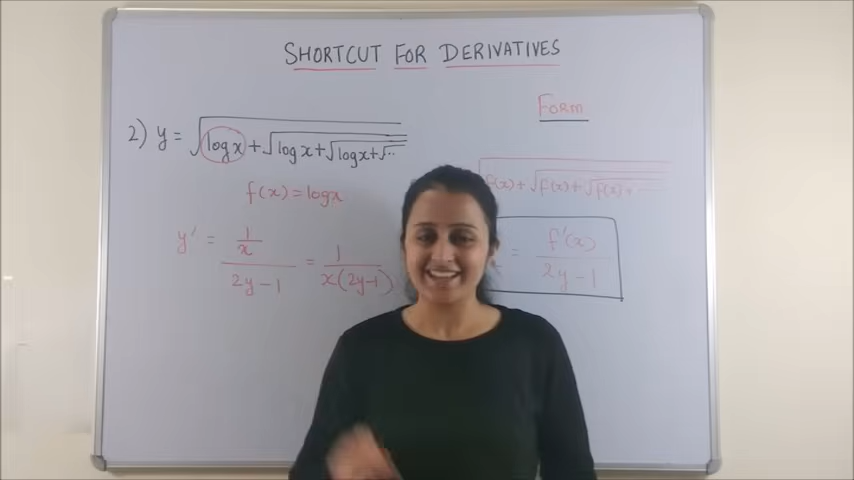 SHORTCUT FOR DERIVATIVES
2) y = √(log x + √(log x + √(log x + √...
f(x) = log x
y' = (1/x)/(2y-1) = 1/(x(2y-1))
FORM
f(x) + √(f(x) + √(f(x) + ...
= f'(x)/(2y-1)